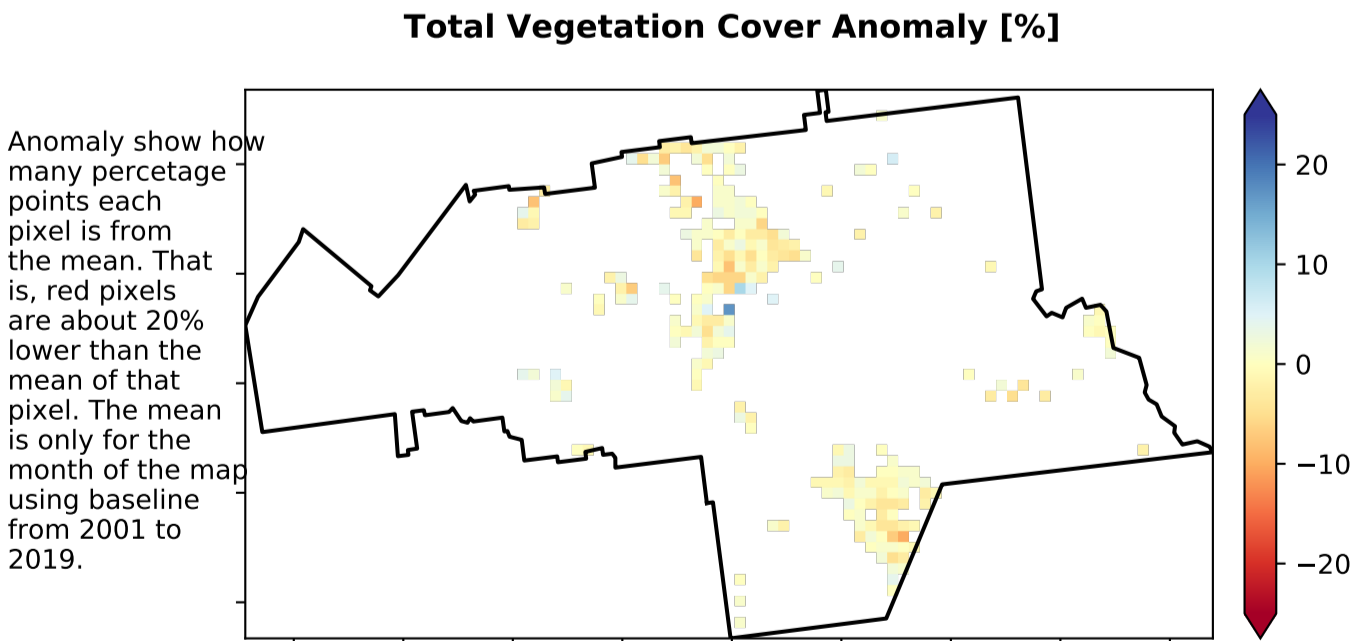 Total Vegetation Cover Anomaly [%]
Anomaly show how
many percetage
points each
pixel is from
the mean. That
is, red pixels
are about 20%
lower than the
mean of that
pixel. The mean
is only for the
month of the map
using baseline
from 2001 to
2019.
20
10
0
−10
−20